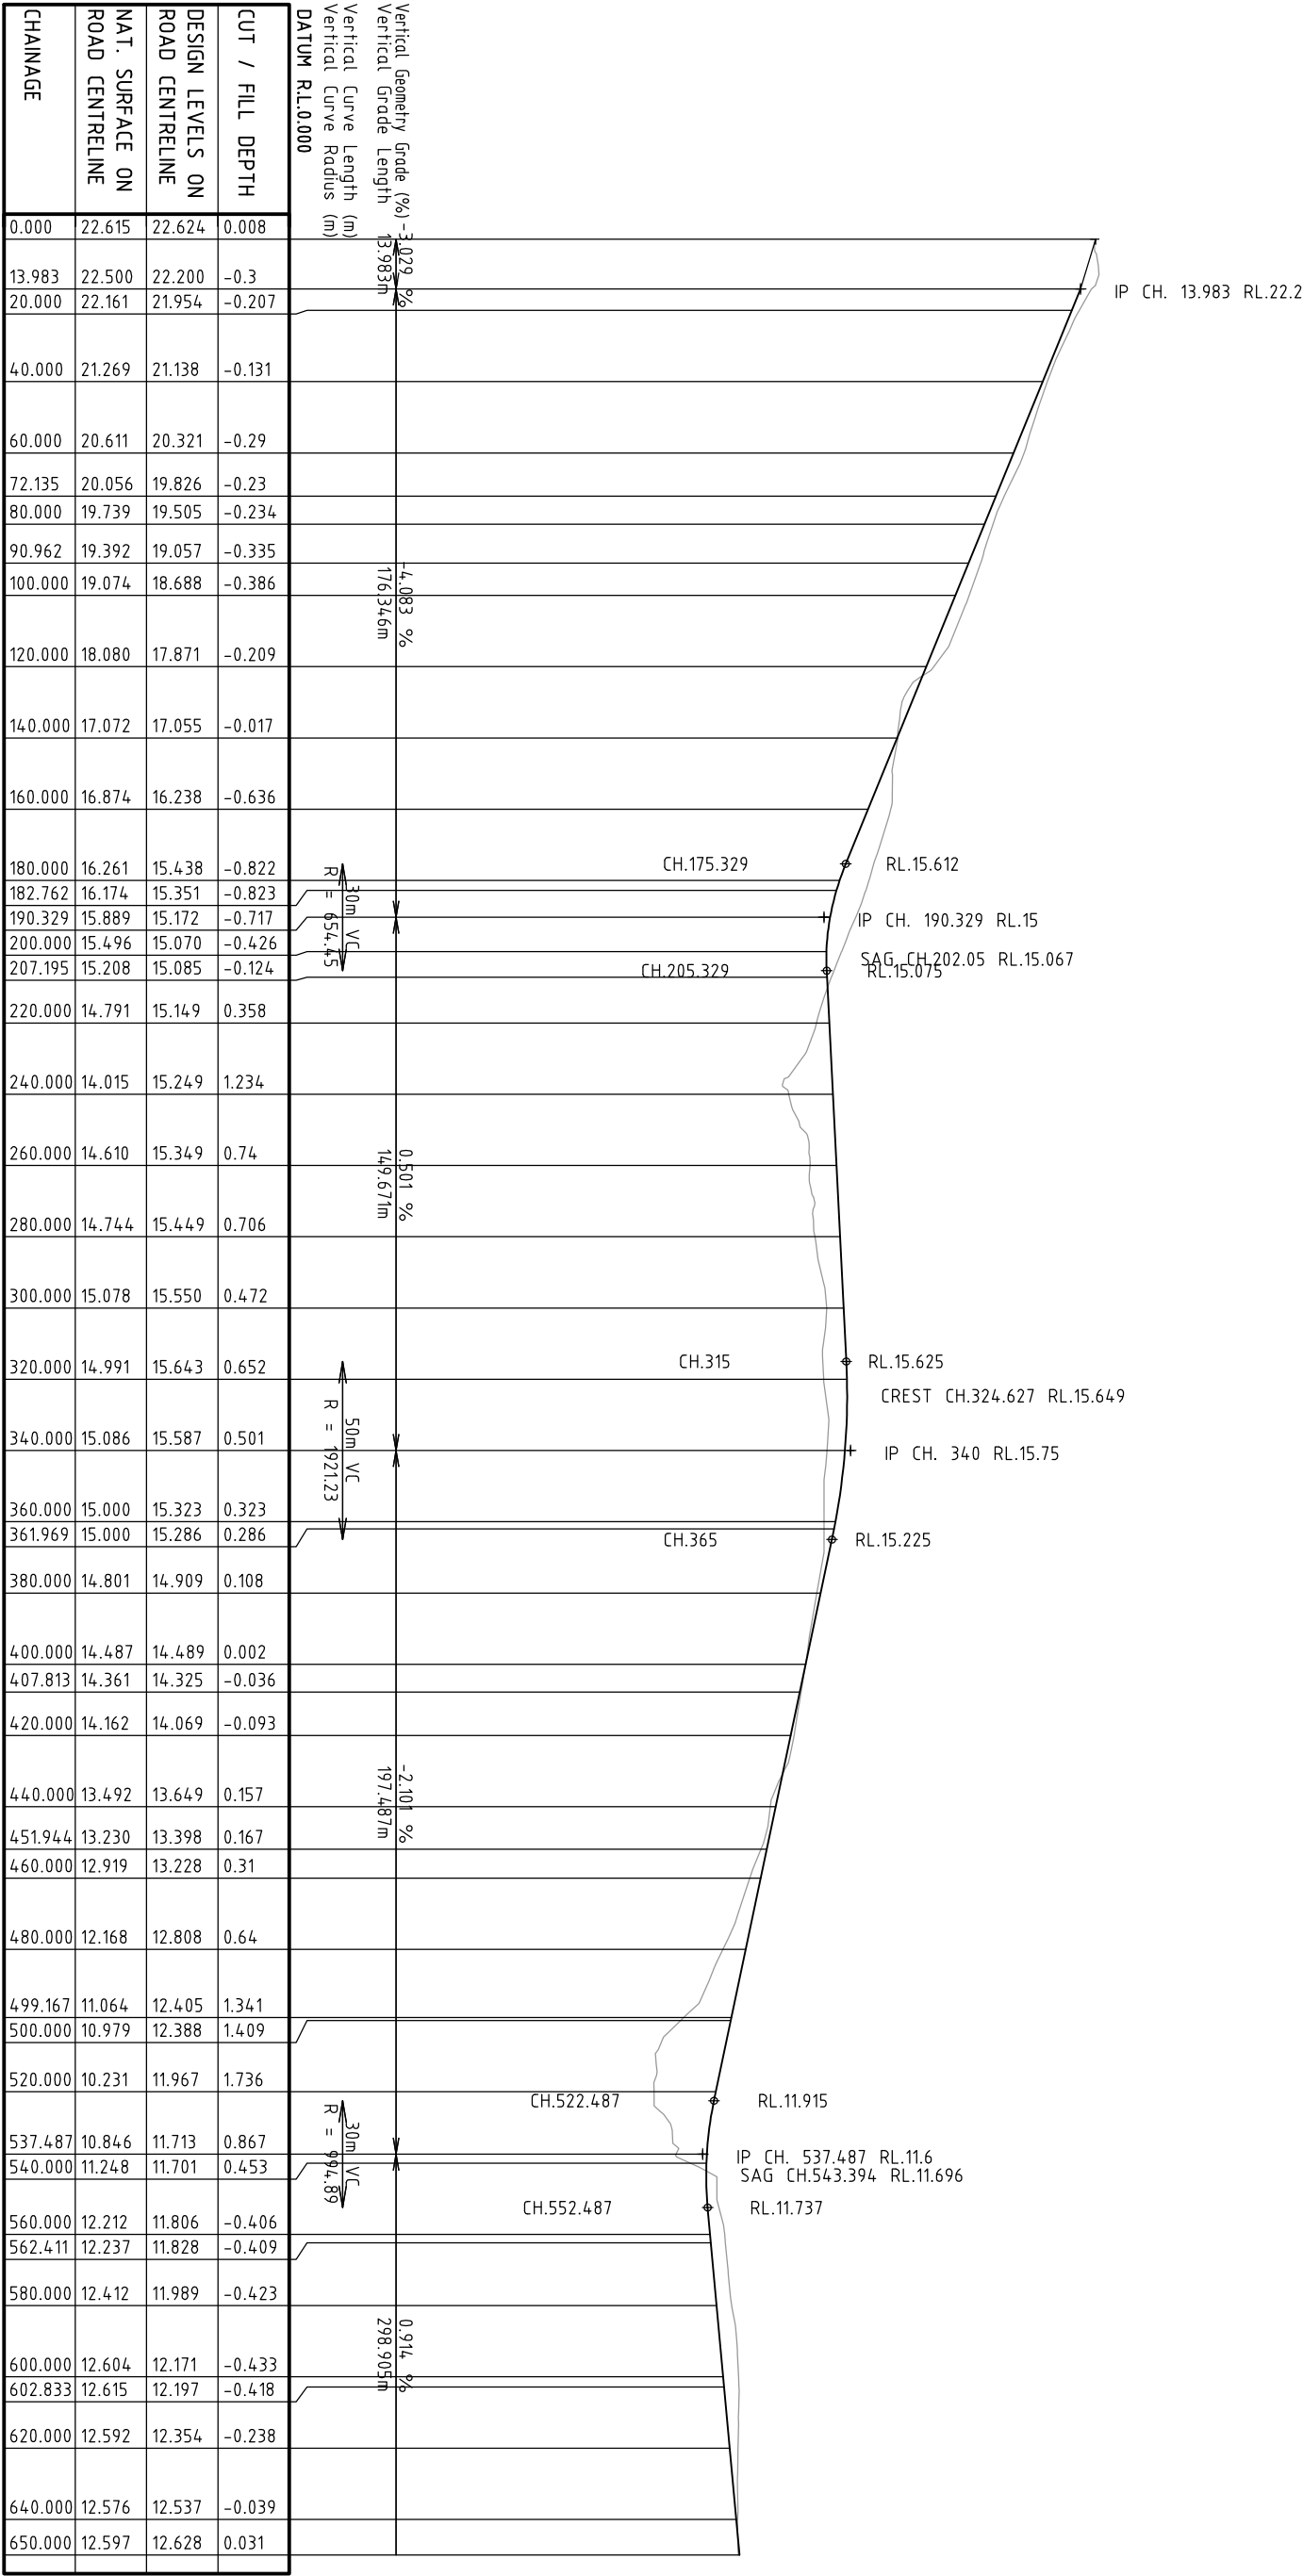 Vertical Geometry Grade (%)
Vertical Grade Length
Vertical Curve Length (m)
Vertical Curve Radius (m)
DATUM R.L.0.000
CUT / FILL DEPTH
DESIGN LEVELS ON
ROAD CENTRELINE
NAT. SURFACE ON
ROAD CENTRELINE
CHAINAGE
0.000 22.615 22.624 0.008
13.983 22.500 22.200 -0.3
20.000 22.161 21.954 -0.207
40.000 21.269 21.138 -0.131
60.000 20.611 20.321 -0.29
72.135 20.056 19.826 -0.23
80.000 19.739 19.505 -0.234
90.962 19.392 19.057 -0.335
100.000 19.074 18.688 -0.386
120.000 18.080 17.871 -0.209
140.000 17.072 17.055 -0.017
160.000 16.874 16.238 -0.636
180.000 16.261 15.438 -0.822
182.762 16.174 15.351 -0.823
190.329 15.889 15.172 -0.717
200.000 15.496 15.070 -0.426
207.195 15.208 15.085 -0.124
220.000 14.791 15.149 0.358
240.000 14.015 15.249 1.234
260.000 14.610 15.349 0.74
280.000 14.744 15.449 0.706
300.000 15.078 15.550 0.472
320.000 14.991 15.643 0.652
340.000 15.086 15.587 0.501
360.000 15.000 15.323 0.323
361.969 15.000 15.286 0.286
380.000 14.801 14.909 0.108
400.000 14.487 14.489 0.002
407.813 14.361 14.325 -0.036
420.000 14.162 14.069 -0.093
440.000 13.492 13.649 0.157
451.944 13.230 13.398 0.167
460.000 12.919 13.228 0.31
480.000 12.168 12.808 0.64
499.167 11.064 12.405 1.341
500.000 10.979 12.388 1.409
520.000 10.231 11.967 1.736
537.487 10.846 11.713 0.867
540.000 11.248 11.701 0.453
560.000 12.212 11.806 -0.406
562.411 12.237 11.828 -0.409
580.000 12.412 11.989 -0.423
600.000 12.604 12.171 -0.433
602.833 12.615 12.197 -0.418
620.000 12.592 12.354 -0.238
640.000 12.576 12.537 -0.039
650.000 12.597 12.628 0.031
-3.029 %
13.983m
-4.083 %
176.346m
0.501 %
149.671m
-2.101 %
197.487m
0.914 %
298.905m
30m VC
R = 654.45
50m VC
R = 1921.23
30m VC
R = 994.89
IP CH. 13.983 RL.22.2
CH.175.329 RL.15.612
IP CH. 190.329 RL.15
SAG CH.202.05 RL.15.067
CH.205.329 RL.15.075
CH.315 RL.15.625
CREST CH.324.627 RL.15.649
IP CH. 340 RL.15.75
CH.365 RL.15.225
CH.522.487 RL.11.915
IP CH. 537.487 RL.11.6
SAG CH.543.394 RL.11.696
CH.552.487 RL.11.737